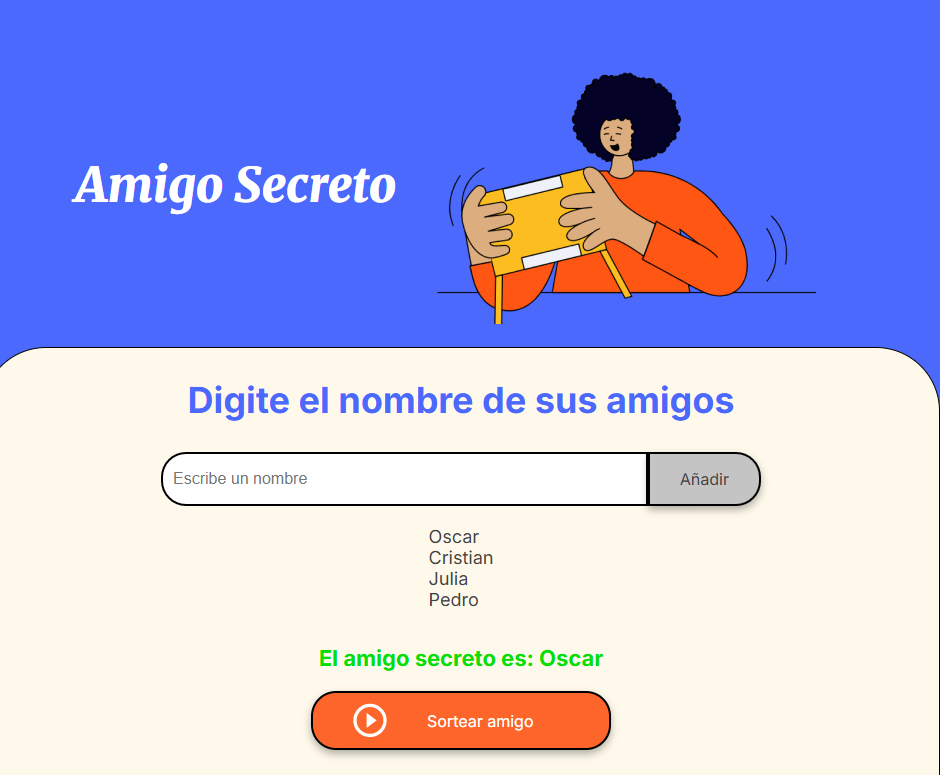 Amigo Secreto
Digite el nombre de sus amigos
Escribe un nombre
Añadir
Oscar
Cristian
Julia
Pedro
El amigo secreto es: Oscar
Sortear amigo